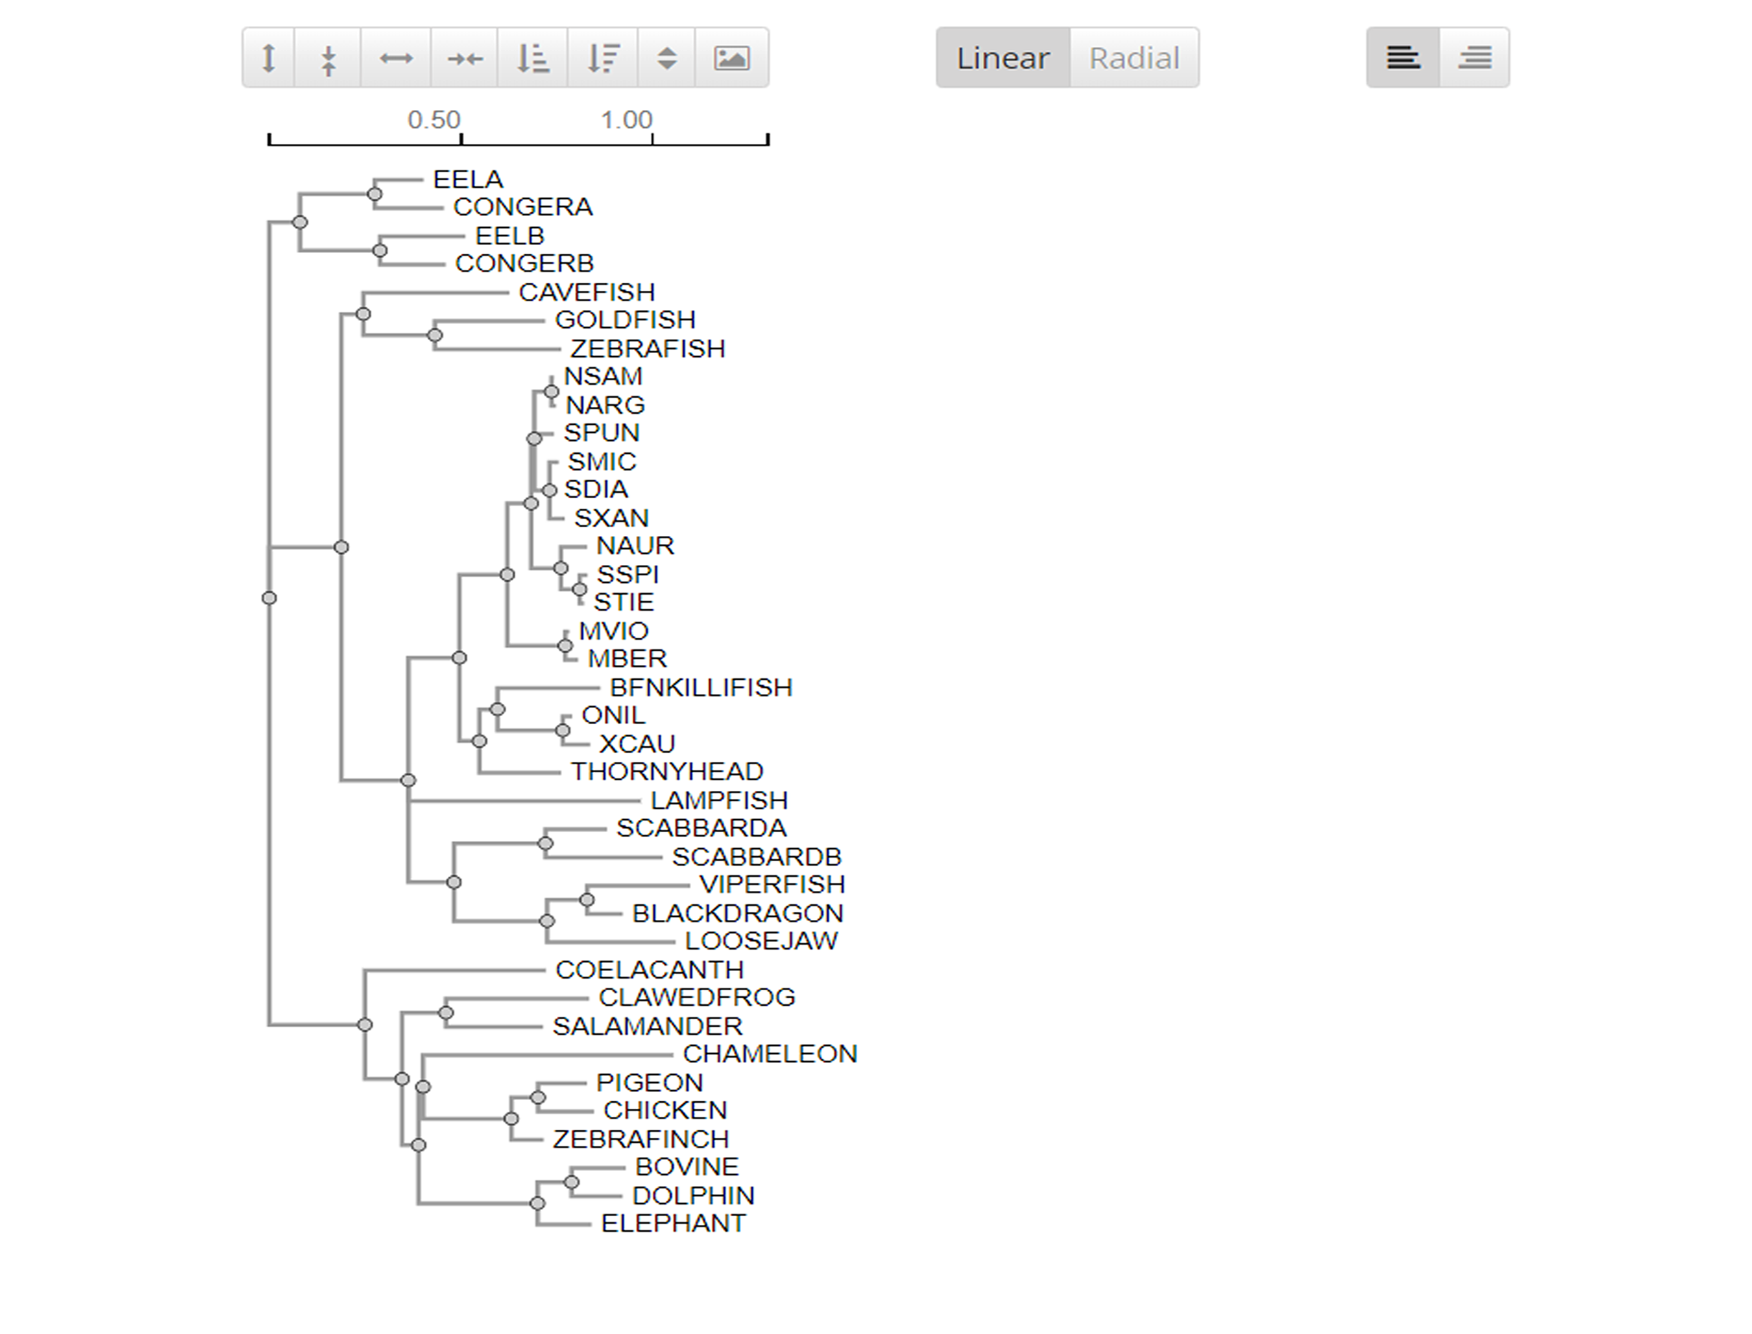 Linear Radial
0.50 1.00
EELA
CONGERA
EELB
CONGERB
CAVEFISH
GOLDFISH
ZEBRAFISH
NSAM
NARG
SPUN
SMIC
SDIA
SXAN
NAUR
SSPI
STIE
MVIO
MBER
BFNKILLIFISH
ONIL
XCAU
THORNYHEAD
LAMPFISH
SCABBARDA
SCABBARDB
VIPERFISH
BLACKDRAGON
LOOSEJAW
COELACANTH
CLAWEDFROG
SALAMANDER
CHAMELEON
PIGEON
CHICKEN
ZEBRAFINCH
BOVINE
DOLPHIN
ELEPHANT